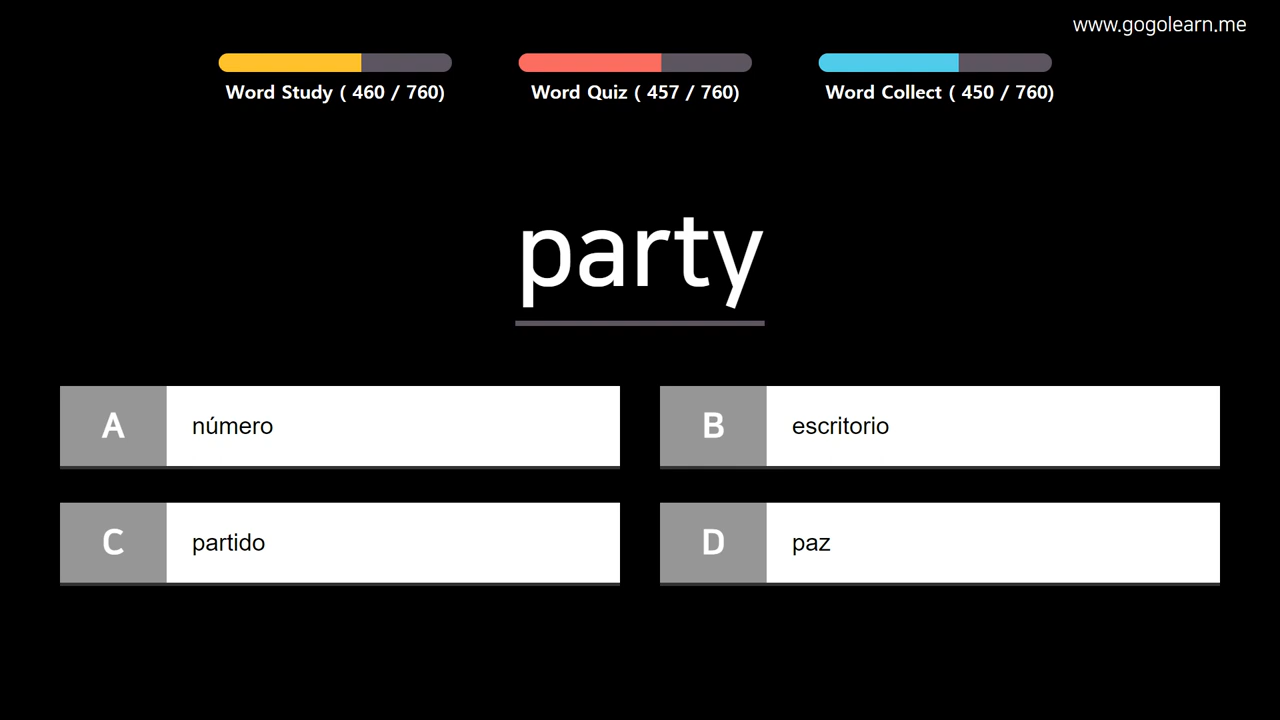 www.gogolearn.me
Word Study ( 460 / 760)
Word Quiz ( 457 / 760)
Word Collect ( 450 / 760)
party
A número
B escritorio
C partido
D paz